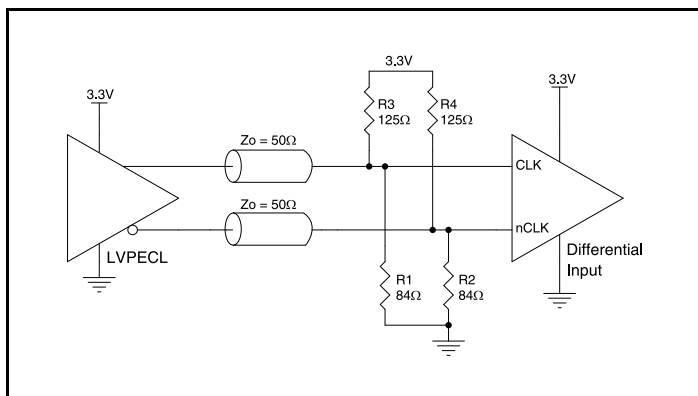 3.3V
3.3V
3.3V
R3
125Ω
R4
125Ω
Zo = 50Ω
CLK
Zo = 50Ω
nCLK
LVPECL
Differential
Input
R1
84Ω
R2
84Ω